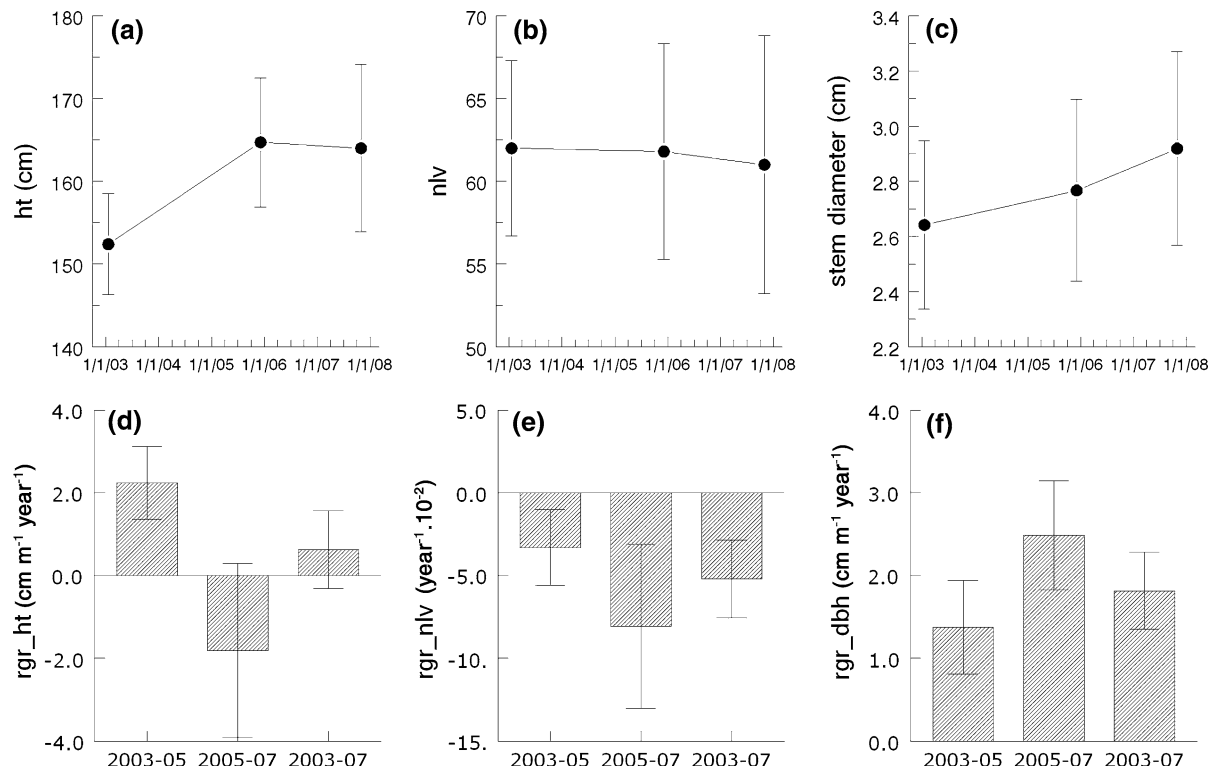 (a)
ht (cm)
180
170
160
150
140
1/1/03 1/1/04 1/1/05 1/1/06 1/1/07 1/1/08
(b)
nlv
70
65
60
55
50
1/1/03 1/1/04 1/1/05 1/1/06 1/1/07 1/1/08
(c)
stem diameter (cm)
3.4
3.2
3.0
2.8
2.6
2.4
2.2
1/1/03 1/1/04 1/1/05 1/1/06 1/1/07 1/1/08
(d)
rgr_ht (cm m⁻¹ year⁻¹)
4.0
2.0
0.0
-2.0
-4.0
2003-05 2005-07 2003-07
(e)
rgr_nlv (year⁻¹.10⁻²)
5.0
0.0
-5.0
-10.
-15.
2003-05 2005-07 2003-07
(f)
rgr_dbh (cm m⁻¹ year¹)
4.0
3.0
2.0
1.0
0.0
2003-05 2005-07 2003-07